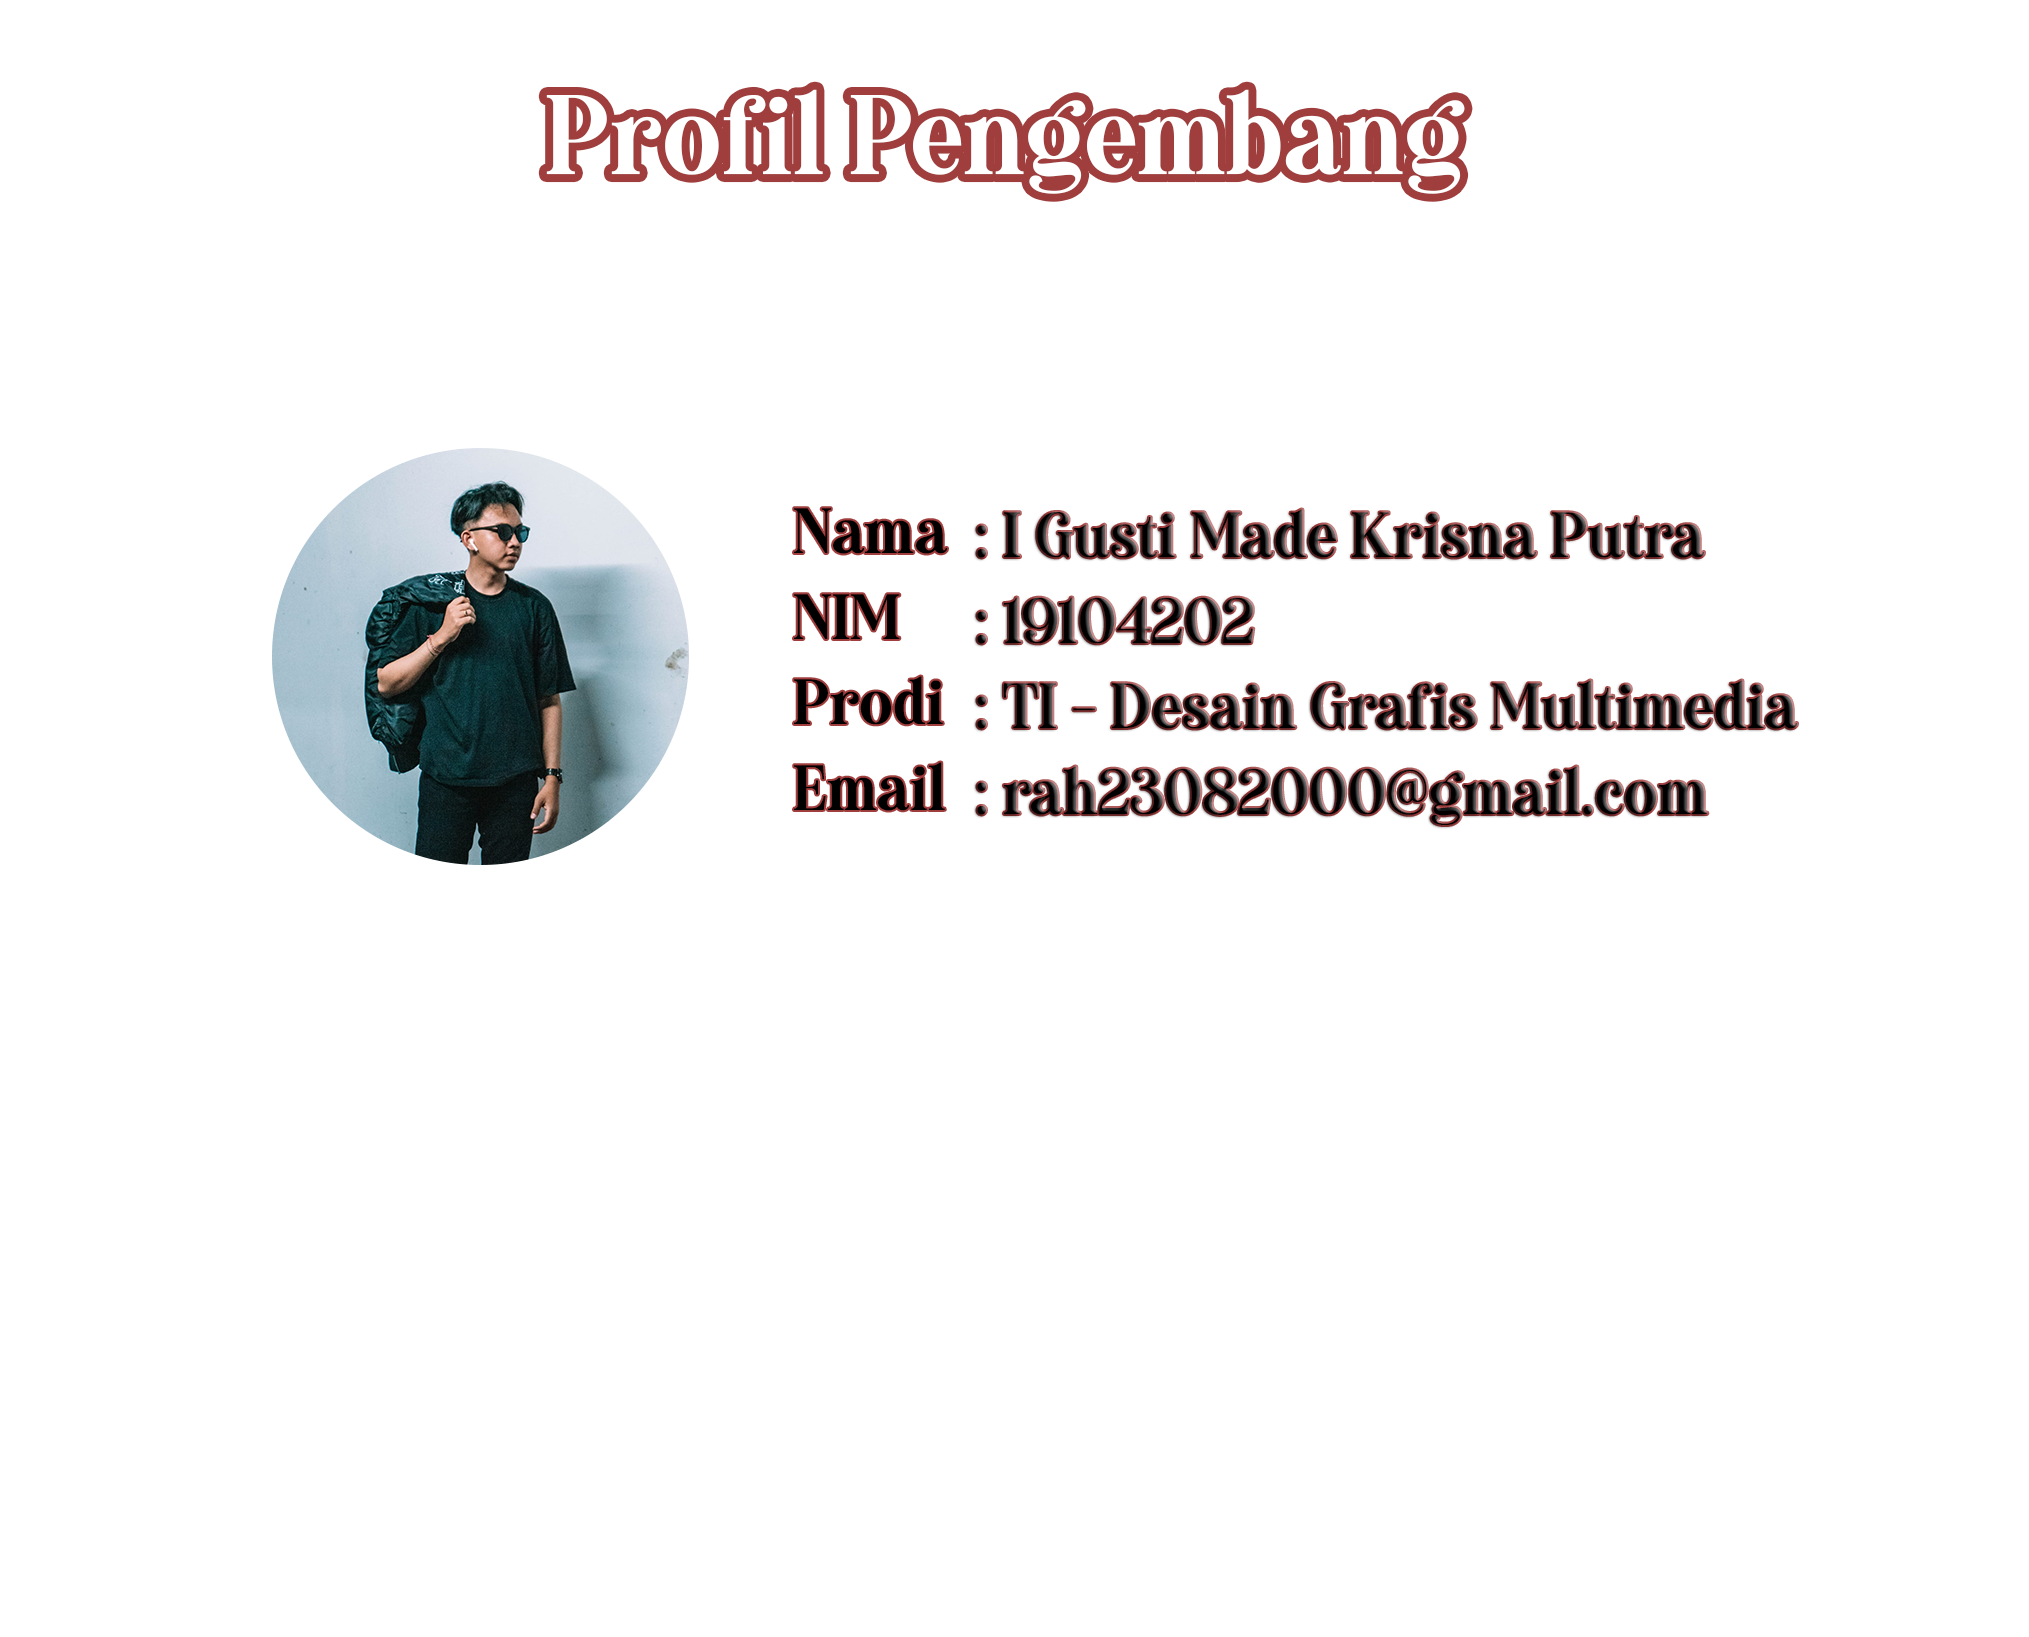 Profil Pengembang
Nama : I Gusti Made Krisna Putra
NIM : 19104202
Prodi : TI - Desain Grafis Multimedia
Email : rah23082000@gmail.com